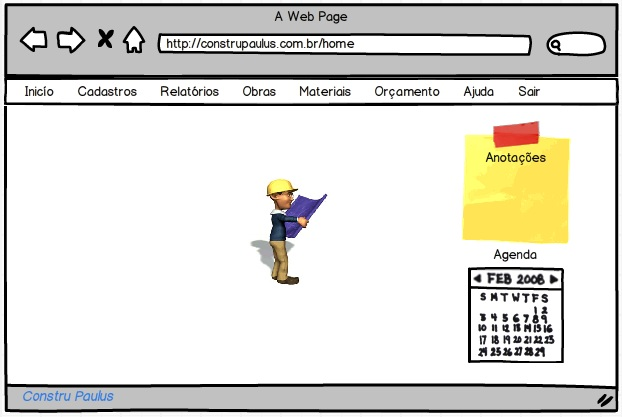 A Web Page
http://construpaulus.com.br/home
Inicío Cadastros Relatórios Obras Materiais Orçamento Ajuda Sair
Anotações
Agenda
FEB 2008
S M T W T F S
1 2
3 4 5 6 7 8 9
10 11 12 13 14 15 16
17 18 19 20 21 22 23
24 25 26 27 28 29
Constru Paulus